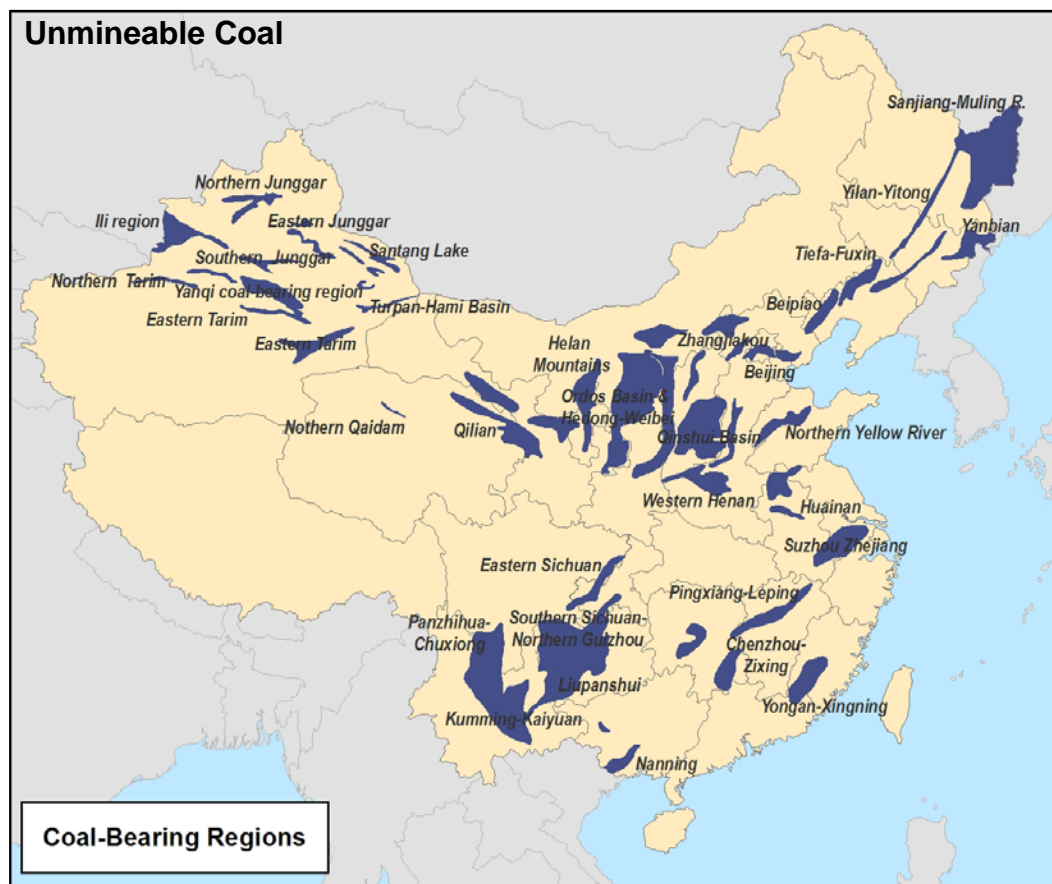 Unmineable Coal
Sanjiang-Muling R.
Northern Junggar
Yilan-Yitong
Ili region
Eastern Junggar
Yanbian
Santang Lake
Southern Junggar
Tiefa-Fuxin
Northern Tarim
Yanqi coal-bearing region
Turpan-Hami Basin
Beipiao
Eastern Tarim
Eastern Tarim
Helan
Mountains
Zhangjiakou
Beijing
Ordos Basin &
Hedong-Weibei
Nothern Qaidam
Qilian
Qinshui Basin
Northern Yellow River
Western Henan
Huainan
Suzhou Zhejiang
Eastern Sichuan
Pingxiang-Leping
Panzhihua-
Chuxiong
Southern Sichuan-
Northern Guizhou
Chenzhou-
Zixing
Liupanshui
Yongan-Xingning
Kumming-Kaiyuan
Nanning
Coal-Bearing Regions